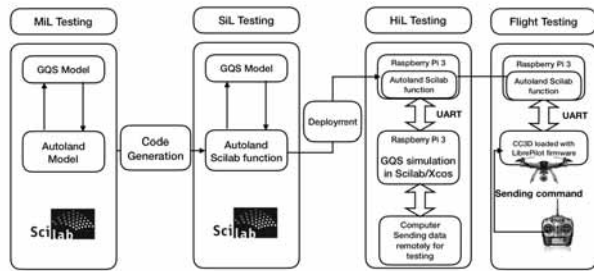 MiL Testing
GQS Model
Autoland Model
Scilab
Code
Generation
SiL Testing
GQS Model
Autoland
Scilab function
Scilab
Deployment
HiL Testing
Raspberry Pi 3
Autoland Scilab
function
UART
Raspberry Pi 3
GQS simulation
in Scilab/Xcos
Computer
Sending data
remotely for
testing
Flight Testing
Raspberry Pi 3
Autoland Scilab
function
UART
CC3D loaded with
LibrePilot firmware
Sending command